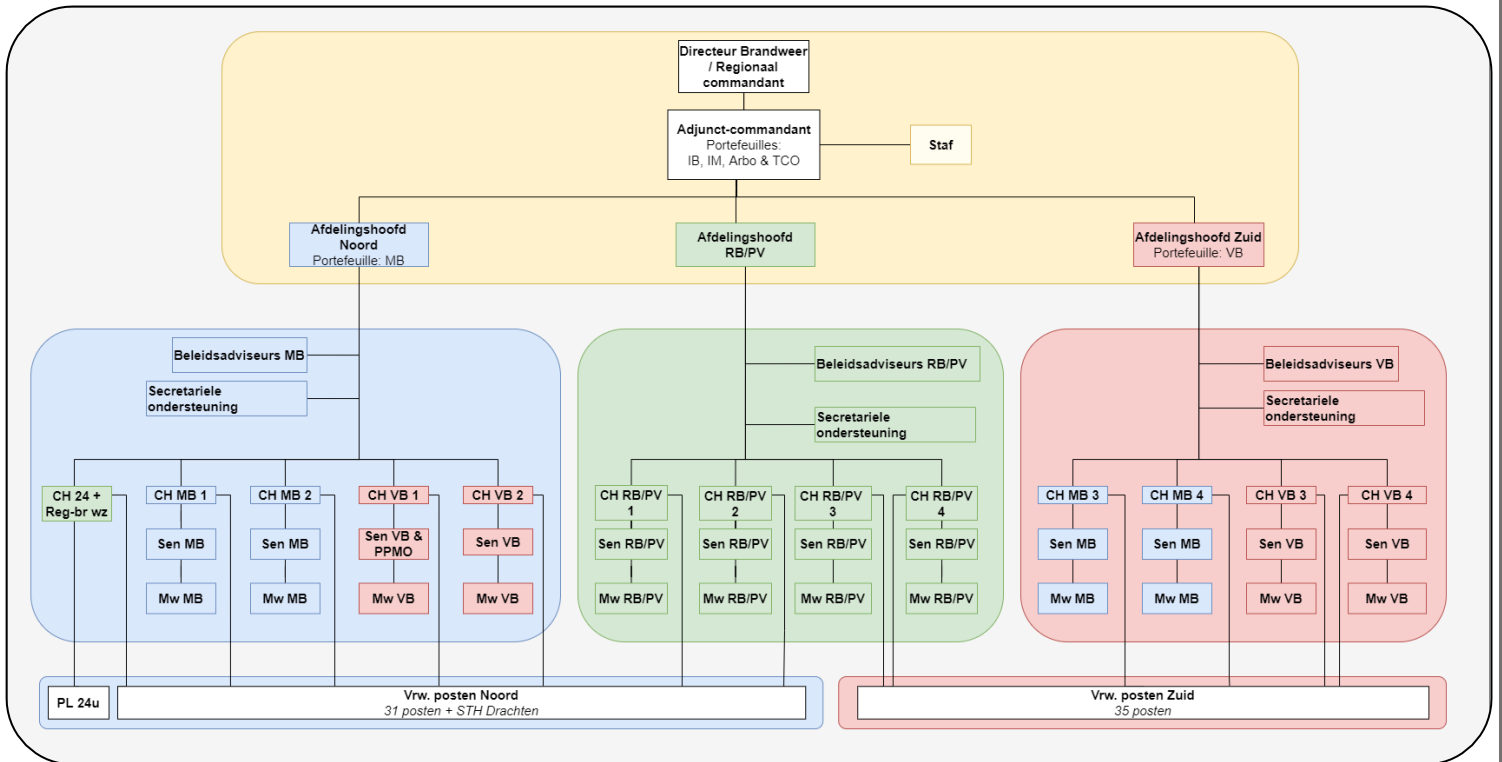 Directeur Brandweer
/ Regionaal
commandant
Adjunct-commandant
Portefeuilles:
IB, IM, Arbo & TCO
Staf
Afdelingshoofd
Noord
Portefeuille: MB
Afdelingshoofd
RB/PV
Afdelingshoofd Zuid
Portefeuille: VB
Beleidsadviseurs MB
Secretariele
ondersteuning
Beleidsadviseurs RB/PV
Secretariele
ondersteuning
Beleidsadviseurs VB
Secretariele
ondersteuning
CH 24 +
Reg-br wz
CH MB 1
CH MB 2
CH VB 1
CH VB 2
Sen MB
Sen MB
Sen VB &
PPMO
Sen VB
Mw MB
Mw MB
Mw VB
Mw VB
CH RB/PV
1
CH RB/PV
2
CH RB/PV
3
CH RB/PV
4
Sen RB/PV
Sen RB/PV
Sen RB/PV
Sen RB/PV
Mw RB/PV
Mw RB/PV
Mw RB/PV
Mw RB/PV
CH MB 3
CH MB 4
CH VB 3
CH VB 4
Sen MB
Sen MB
Sen VB
Sen VB
Mw MB
Mw MB
Mw VB
Mw VB
PL 24u
Vrw. posten Noord
31 posten + STH Drachten
Vrw. posten Zuid
35 posten